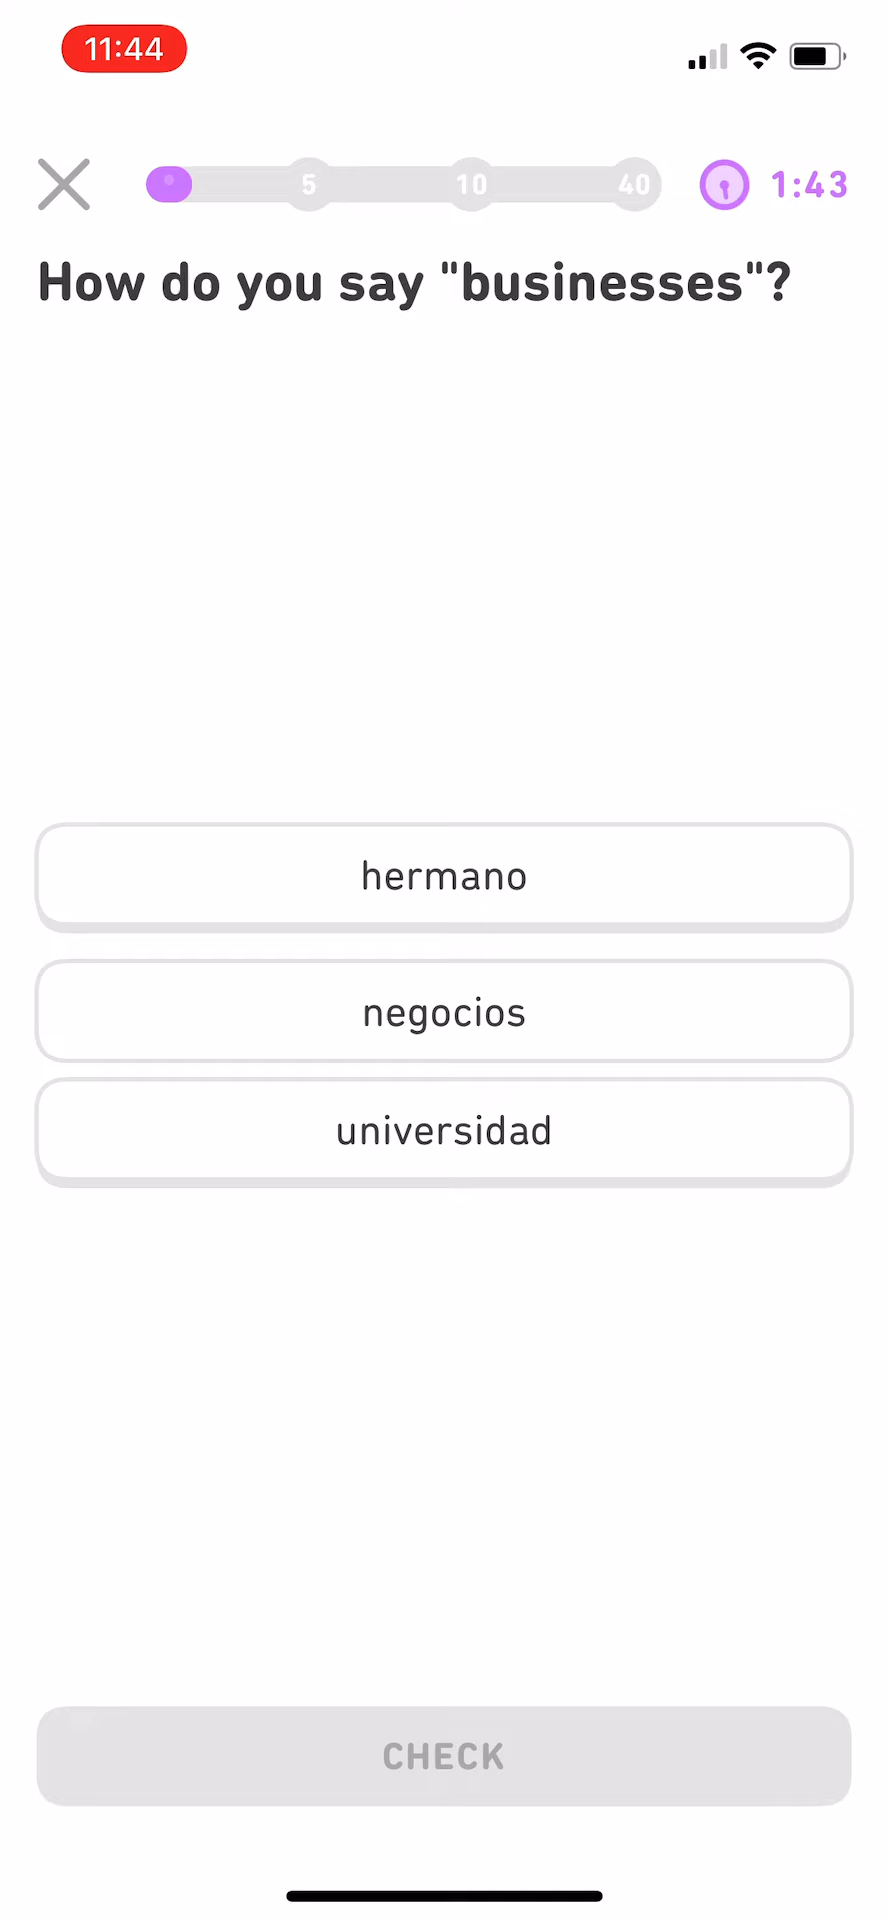 11:44
5 10 40 1:43
How do you say "businesses"?
hermano
negocios
universidad
CHECK